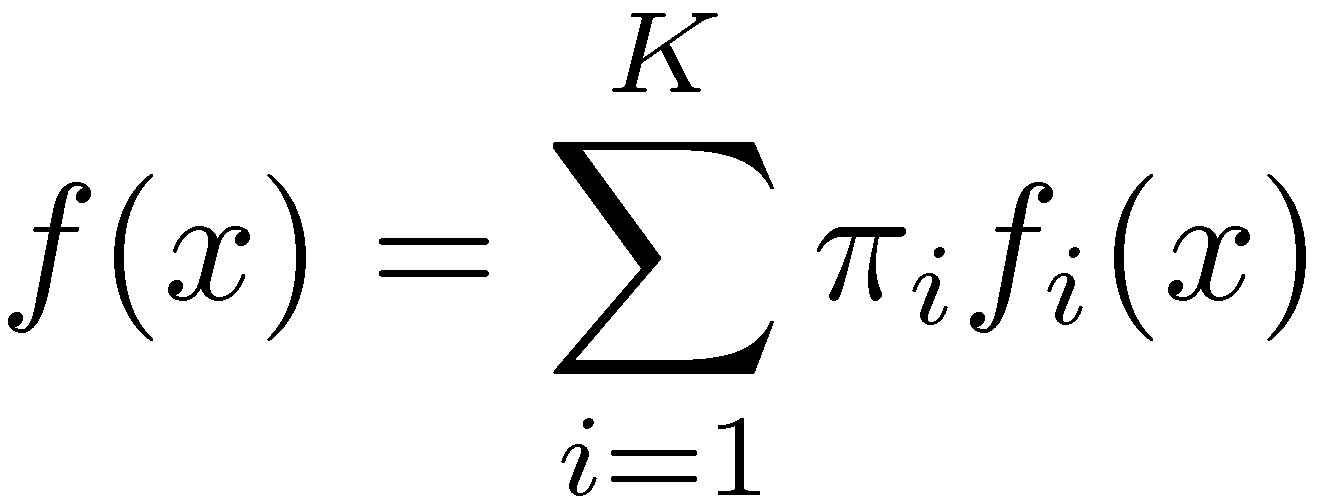 f(x) = \sum_{i=1}^{K} \pi_i f_i(x)